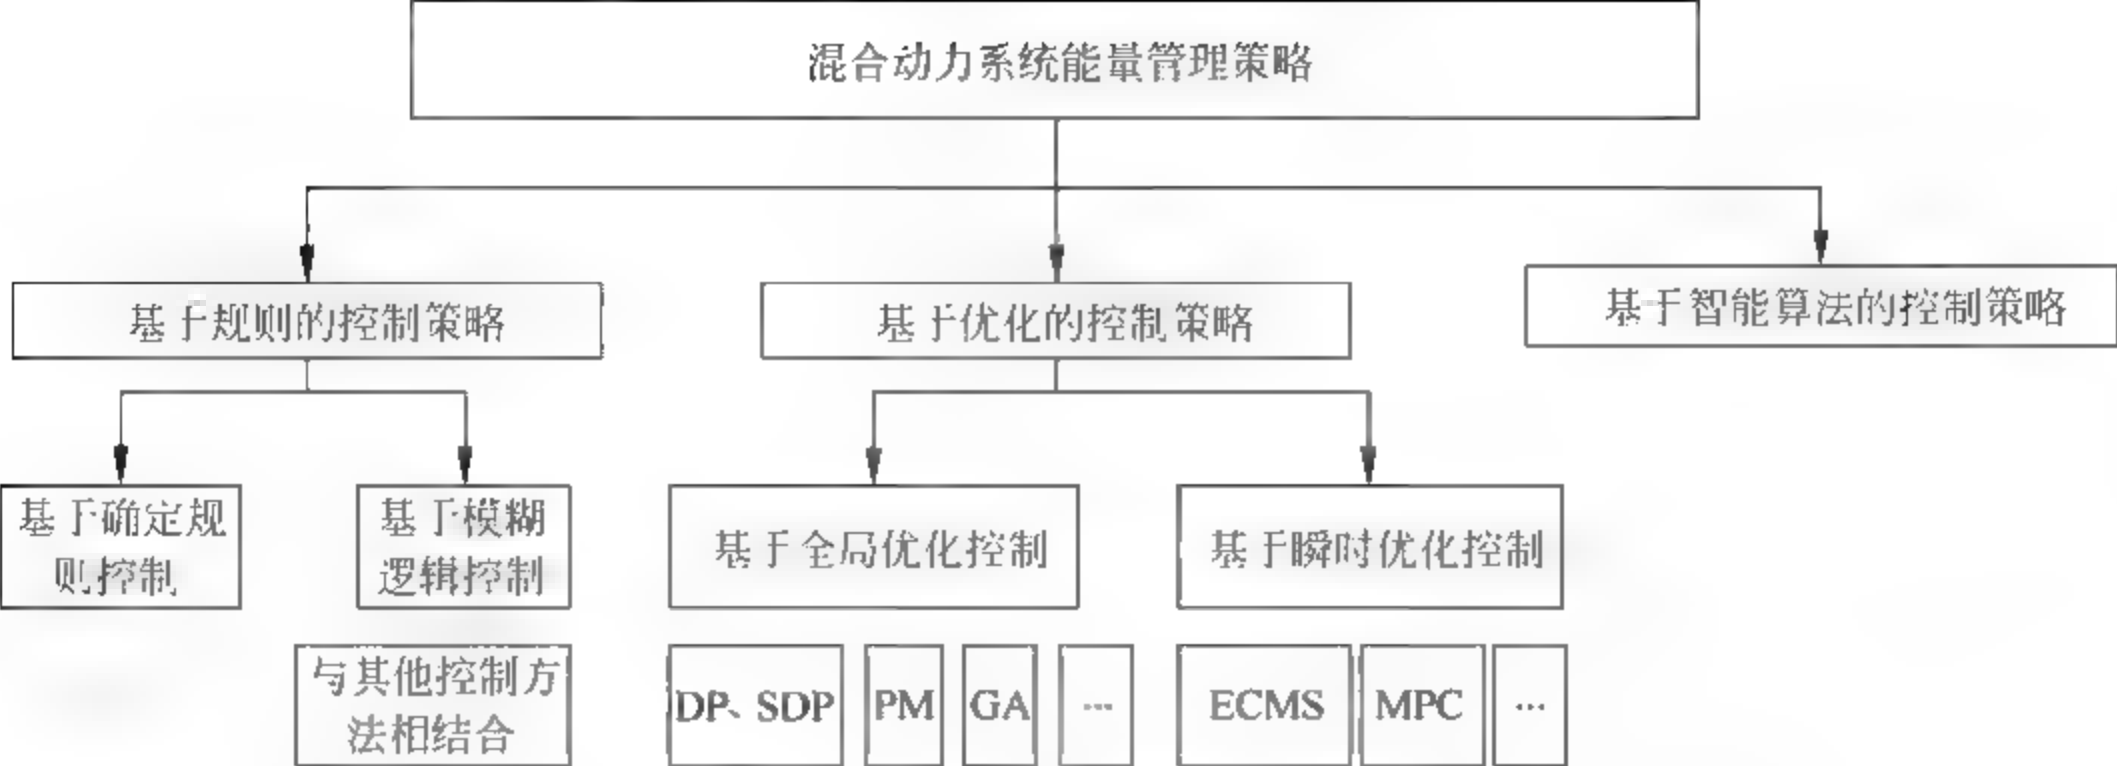 混合动力系统能量管理策略
基于规则的控制策略
基于优化的控制策略
基于智能算法的控制策略
基于确定规
则控制
基于模糊
逻辑控制
基于全局优化控制
基于瞬时优化控制
与其他控制方
法相结合
DP、SDP
PM
GA
…
ECMS
MPC
…